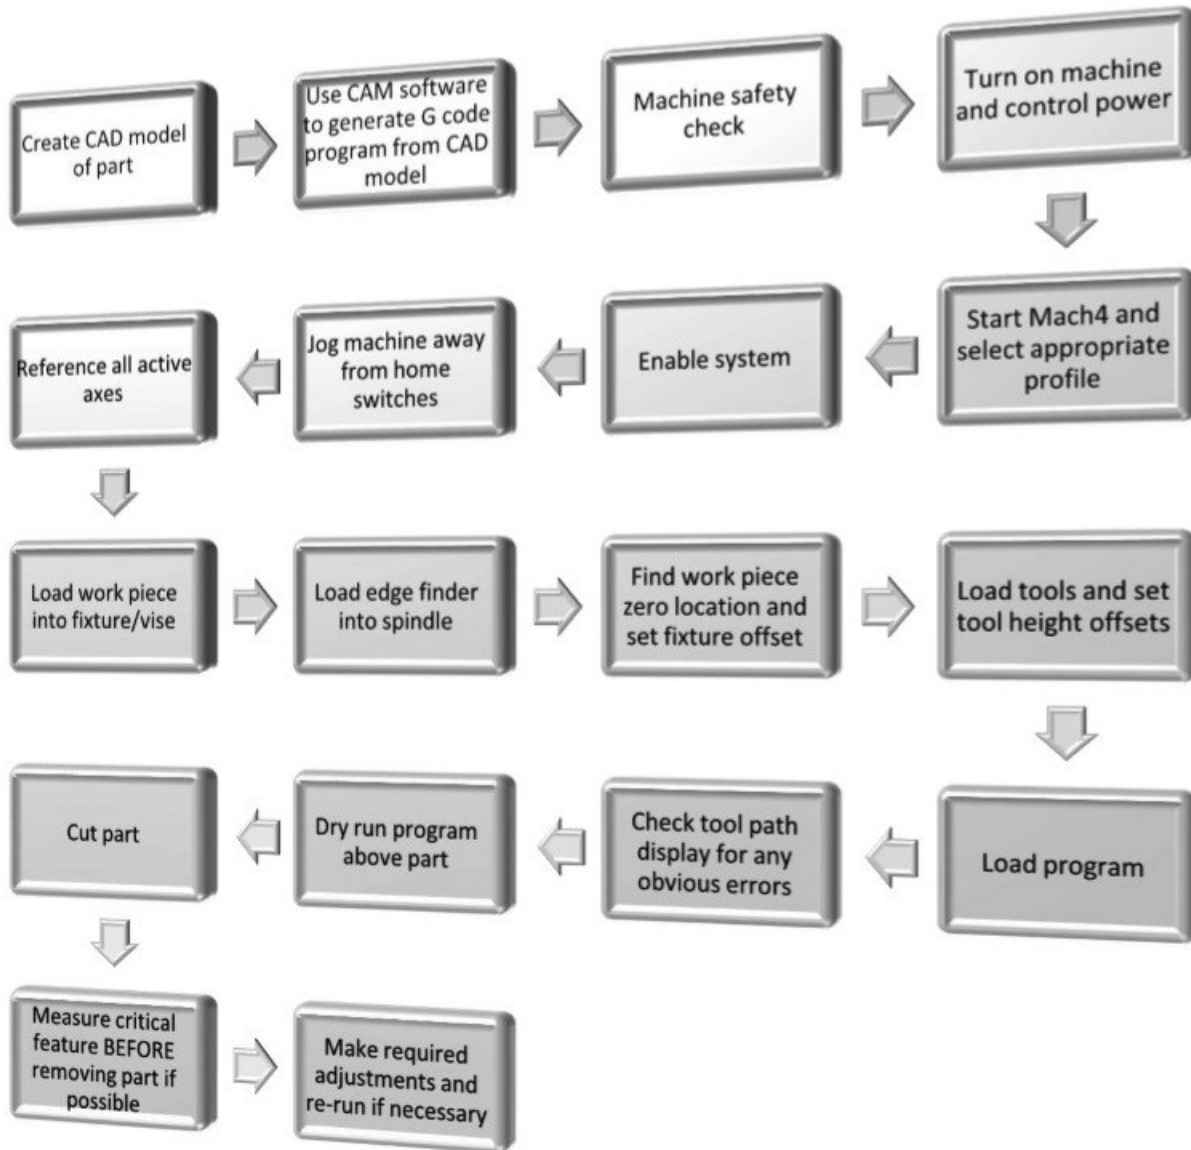 Create CAD model
of part
Use CAM software
to generate G code
program from CAD
model
Machine safety
check
Turn on machine
and control power
Start Mach4 and
select appropriate
profile
Enable system
Jog machine away
from home
switches
Reference all active
axes
Load work piece
into fixture/vise
Load edge finder
into spindle
Find work piece
zero location and
set fixture offset
Load tools and set
tool height offsets
Load program
Check tool path
display for any
obvious errors
Dry run program
above part
Cut part
Measure critical
feature BEFORE
removing part if
possible
Make required
adjustments and
re-run if necessary